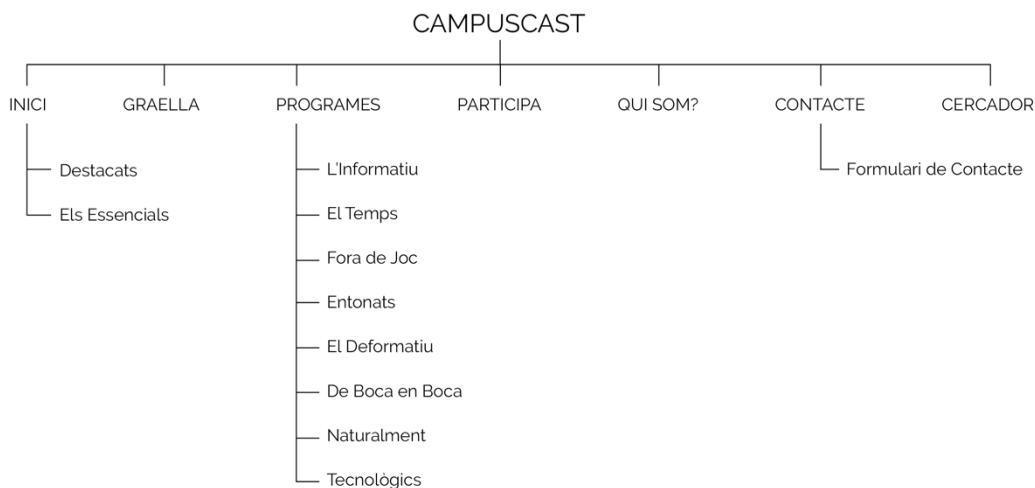 CAMPUSCAST
INICI GRAELLA PROGRAMES PARTICIPA QUI SOM? CONTACTE CERCADOR
Destacats L'Informatiu Formulari de Contacte
Els Essencials El Temps
Fora de Joc
Entonats
El Deformatiu
De Boca en Boca
Naturalment
Tecnològics